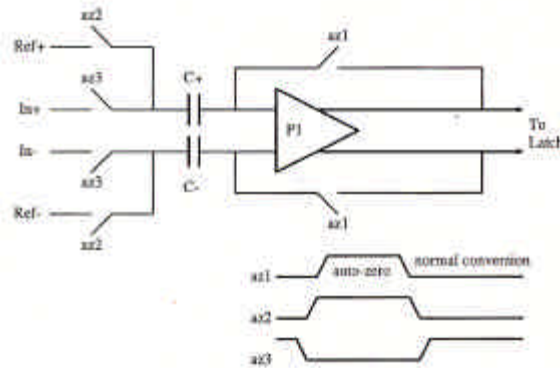 az2
Ref+
az1
az3
C+
In+
P1
To
Latch
In-
az3
C-
Ref-
az1
az2
az1
auto-zero
normal conversion
az2
az3